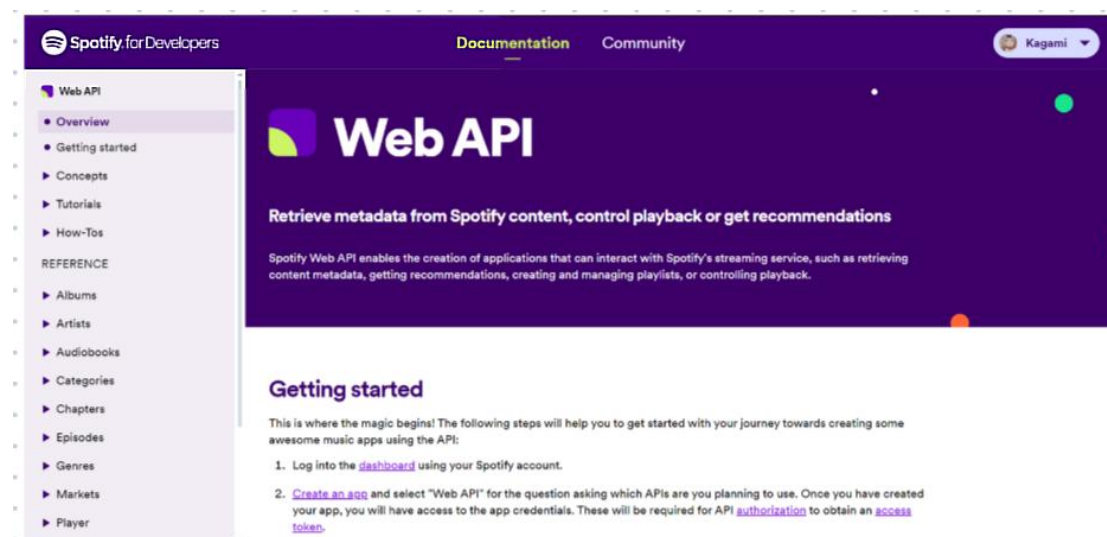 Spotify for Developers
Documentation
Community
Kagami
Web API
Overview
Getting started
Concepts
Tutorials
How-Tos
REFERENCE
Albums
Artists
Audiobooks
Categories
Chapters
Episodes
Genres
Markets
Player
Web API
Retrieve metadata from Spotify content, control playback or get recommendations
Spotify Web API enables the creation of applications that can interact with Spotify's streaming service, such as retrieving
content metadata, getting recommendations, creating and managing playlists, or controlling playback.
Getting started
This is where the magic begins! The following steps will help you to get started with your journey towards creating some
awesome music apps using the API:
1. Log into the dashboard using your Spotify account.
2. Create an app and select "Web API" for the question asking which APIs are you planning to use. Once you have created
your app, you will have access to the app credentials. These will be required for API authorization to obtain an access
token.